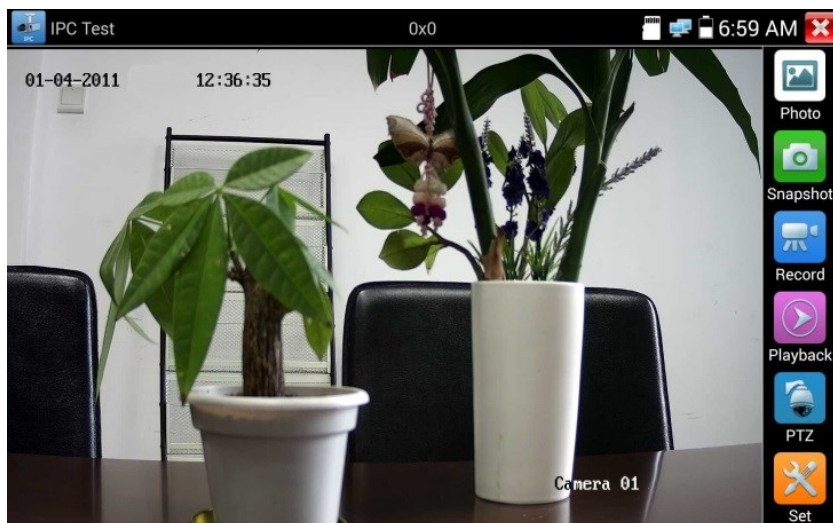 IPC
IPC Test
0x0
6:59 AM
01-04-2011 12:36:35
Photo
Snapshot
Record
Playback
PTZ
Camera 01
Set